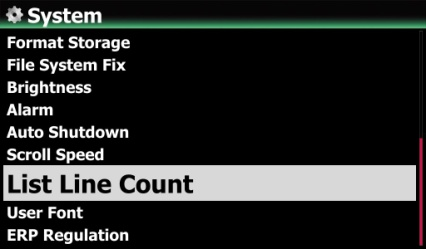 System
Format Storage
File System Fix
Brightness
Alarm
Auto Shutdown
Scroll Speed
List Line Count
User Font
ERP Regulation